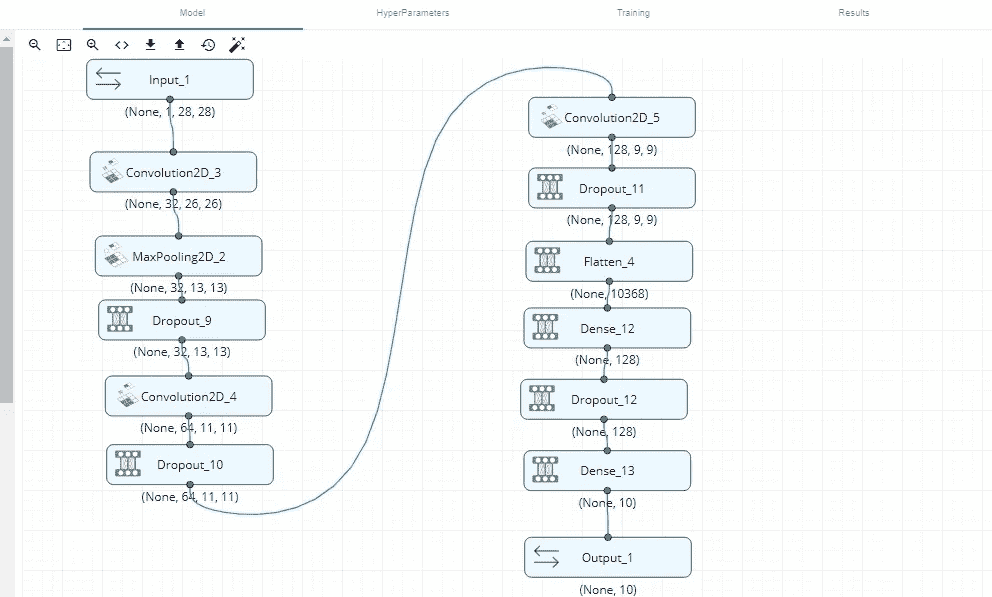 Model HyperParameters Training Results
Input_1
(None, 1, 28, 28)
Convolution2D_3
(None, 32, 26, 26)
MaxPooling2D_2
(None, 32, 13, 13)
Dropout_9
(None, 32, 13, 13)
Convolution2D_4
(None, 64, 11, 11)
Dropout_10
(None, 64, 11, 11)
Convolution2D_5
(None, 128, 9, 9)
Dropout_11
(None, 128, 9, 9)
Flatten_4
(None, 10368)
Dense_12
(None, 128)
Dropout_12
(None, 128)
Dense_13
(None, 10)
Output_1
(None, 10)